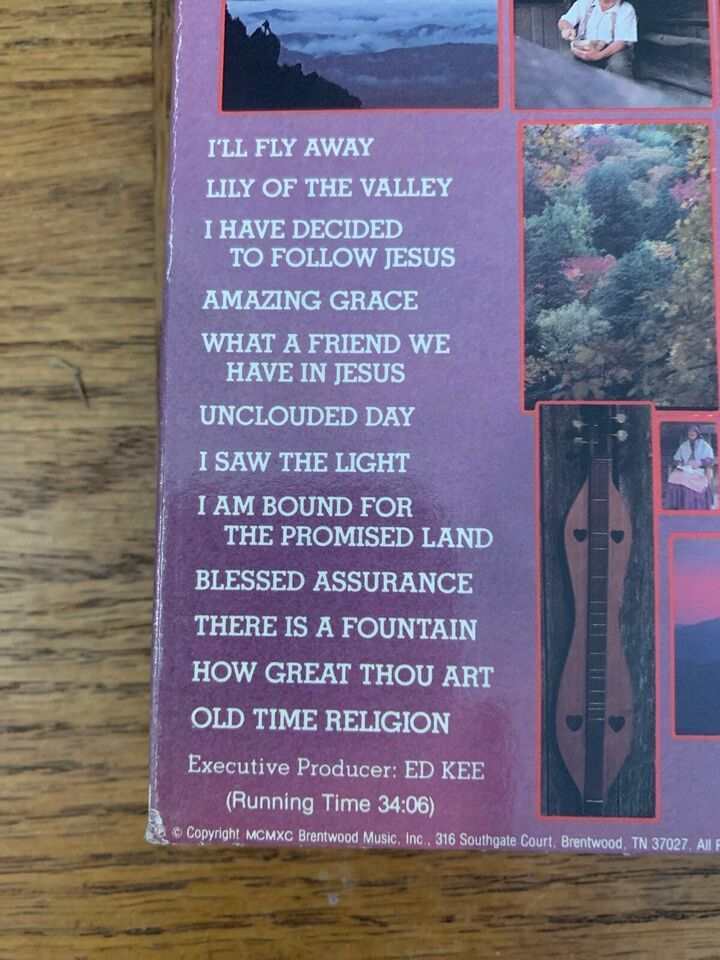 I'LL FLY AWAY
LILY OF THE VALLEY
I HAVE DECIDED
TO FOLLOW JESUS
AMAZING GRACE
WHAT A FRIEND WE
HAVE IN JESUS
UNCLOUDED DAY
I SAW THE LIGHT
I AM BOUND FOR
THE PROMISED LAND
BLESSED ASSURANCE
THERE IS A FOUNTAIN
HOW GREAT THOU ART
OLD TIME RELIGION
Executive Producer: ED KEE
(Running Time 34:06)
© Copyright MCMXC Brentwood Music, Inc., 316 Southgate Court, Brentwood, TN 37027. All